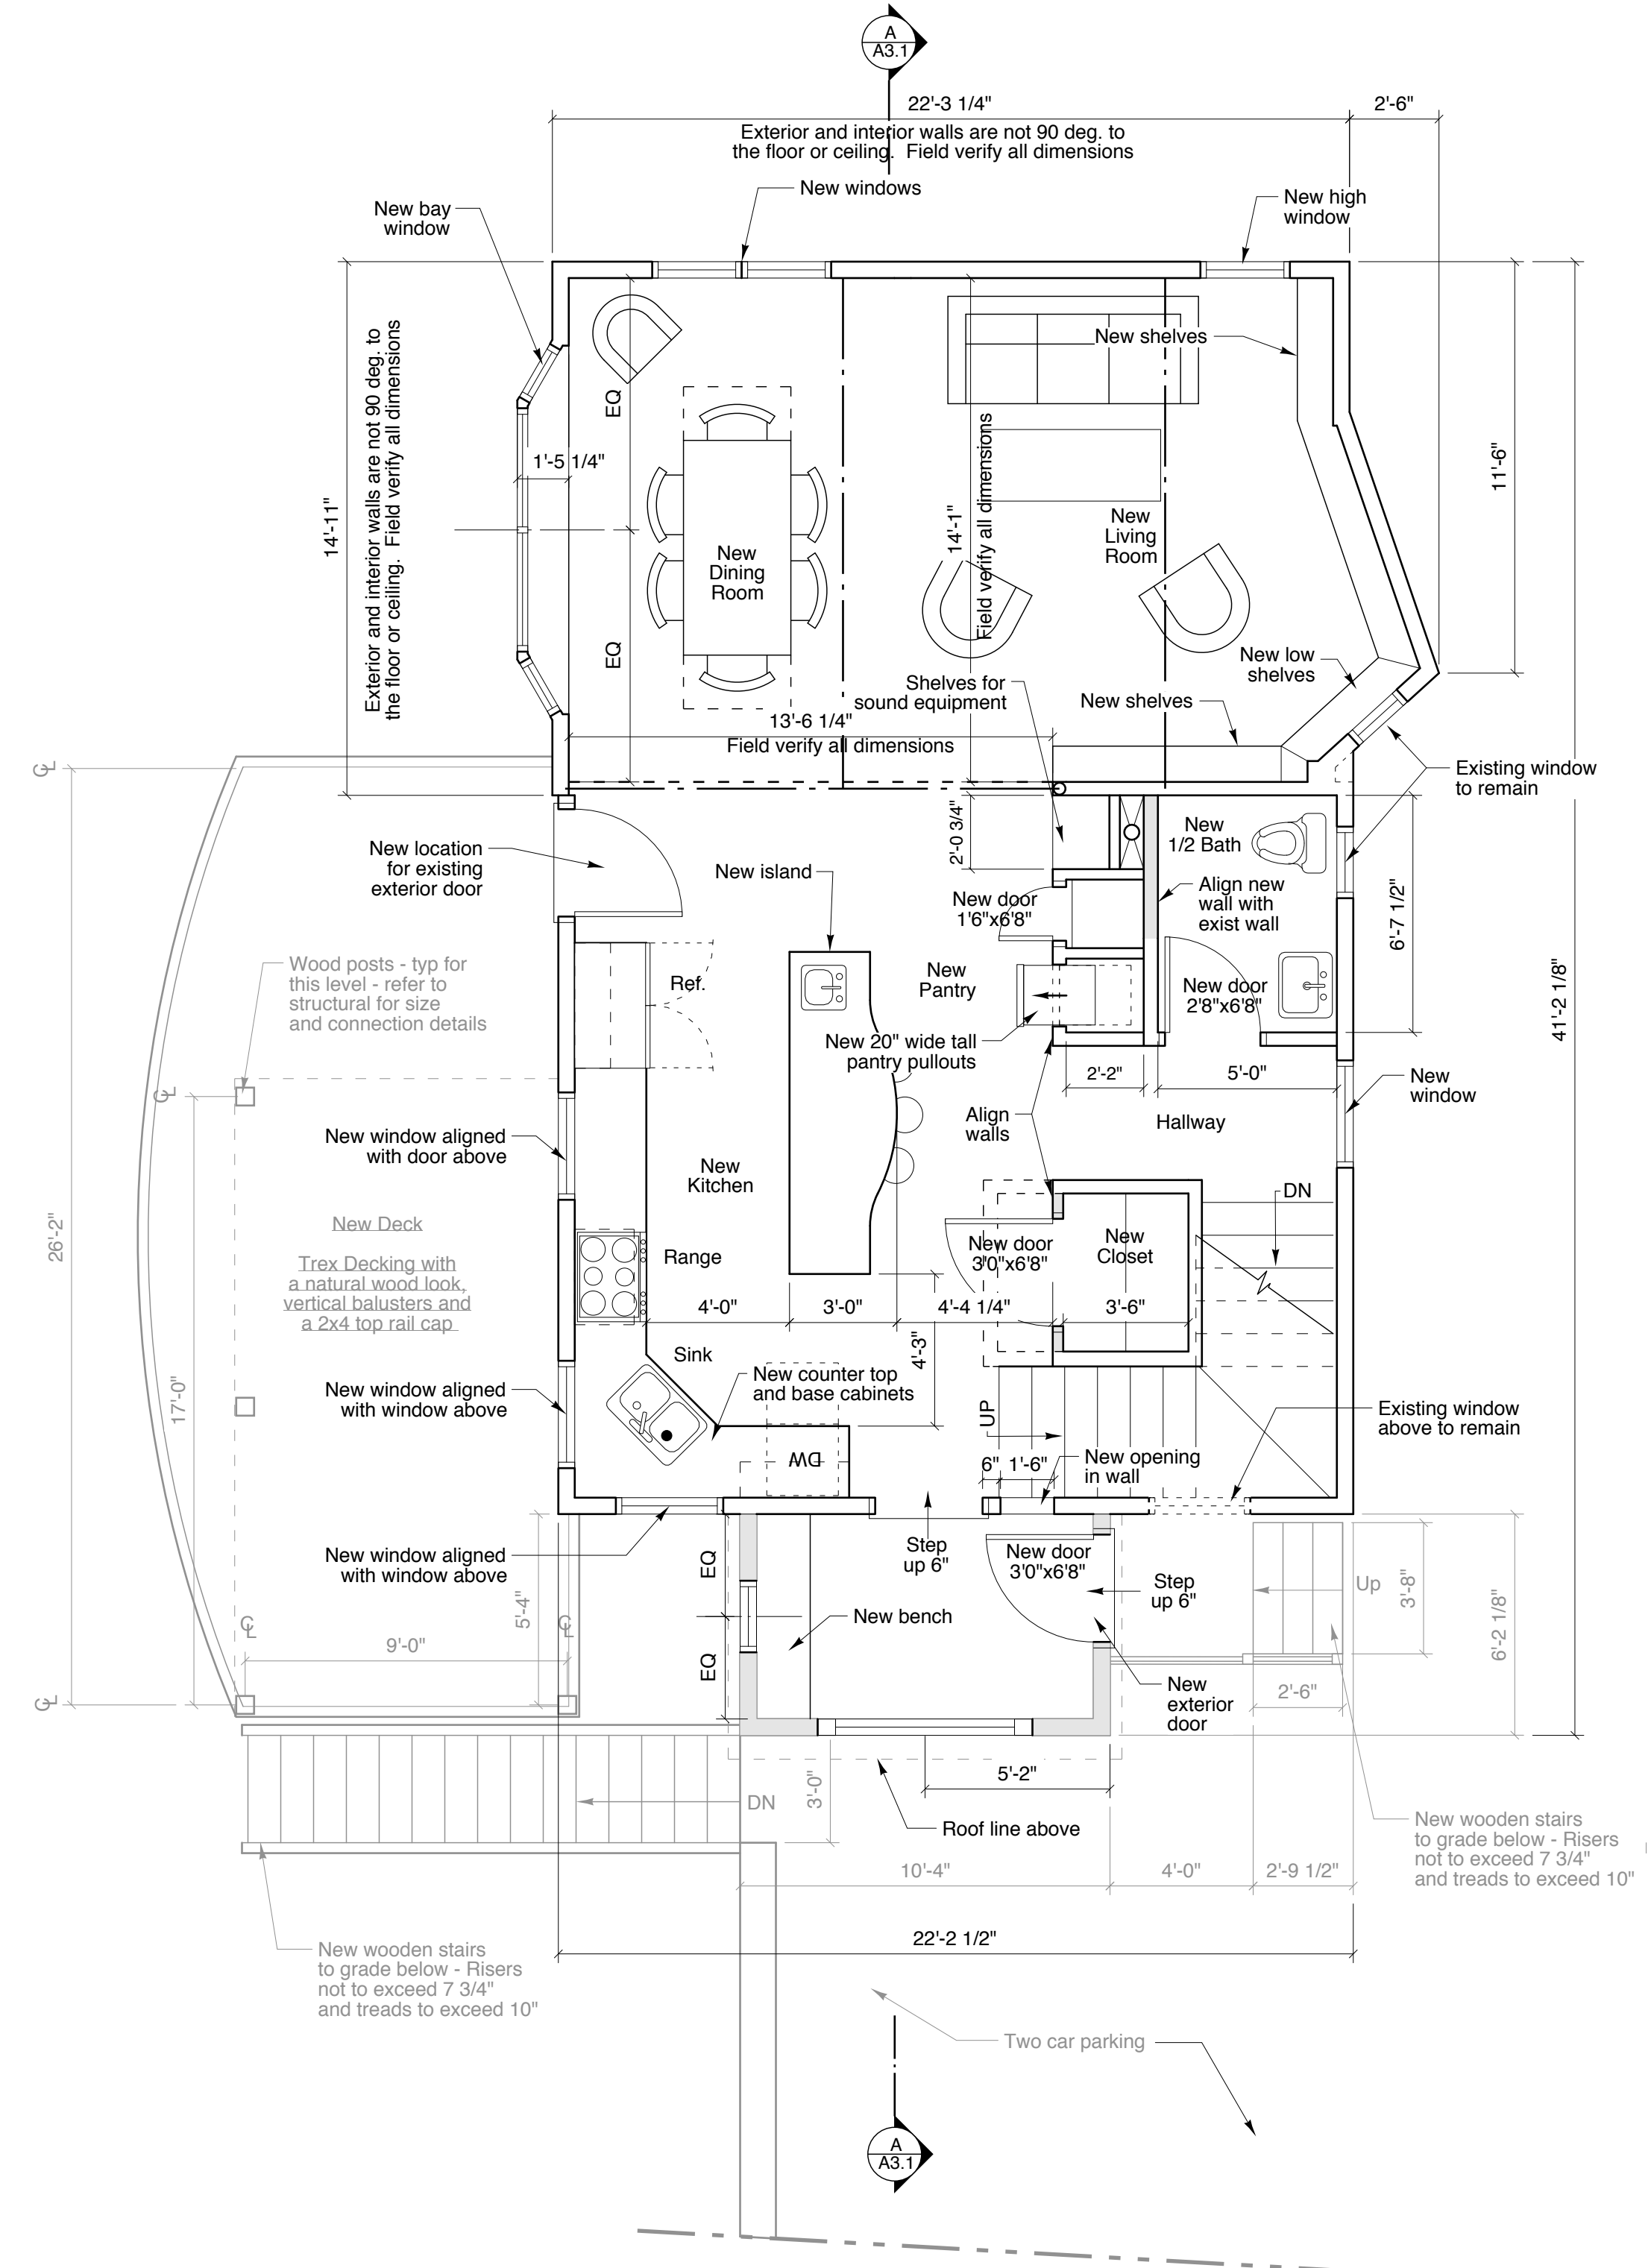 A
A3.1
22'-3 1/4"
2'-6"
Exterior and interior walls are not 90 deg. to
the floor or ceiling.  Field verify all dimensions
New windows
New high
window
New bay
window
14'-11"
Exterior and interior walls are not 90 deg. to
the floor or ceiling.  Field verify all dimensions
EQ
New shelves
1'-5 1/4"
14'-1"
Field verify all dimensions
11'-6"
New
Living
Room
New
Dining
Room
EQ
New low
shelves
Shelves for
sound equipment
New shelves
13'-6 1/4"
Field verify all dimensions
℄
Existing window
to remain
New location
for existing
exterior door
New island
2'-0 3/4"
New
1/2 Bath
Align new
wall with
exist wall
New door
1'6"x6'8"
6'-7 1/2"
41'-2 1/8"
Wood posts - typ for
this level - refer to
structural for size
and connection details
Ref.
New
Pantry
New door
2'8"x6'8"
New 20" wide tall
pantry pullouts
2'-2"
5'-0"
New
window
℄
Align
walls
Hallway
New window aligned
with door above
New
Kitchen
DN
26'-2"
New Deck
Trex Decking with
a natural wood look,
vertical balusters and
a 2x4 top rail cap
Range
New door
3'0"x6'8"
New
Closet
4'-0"
3'-0"
4'-4 1/4"
3'-6"
4'-3"
Sink
17'-0"
New window aligned
with window above
New counter top
and base cabinets
UP
Existing window
above to remain
DW
6"
1'-6"
New opening
in wall
New window aligned
with window above
EQ
Step
up 6"
New door
3'0"x6'8"
Step
up 6"
Up
3'-8"
5'-4"
6'-2 1/8"
℄
℄
9'-0"
New bench
EQ
℄
New
exterior
door
2'-6"
5'-2"
DN
3'-0"
Roof line above
New wooden stairs
to grade below - Risers
not to exceed 7 3/4"
and treads to exceed 10"
10'-4"
4'-0"
2'-9 1/2"
22'-2 1/2"
New wooden stairs
to grade below - Risers
not to exceed 7 3/4"
and treads to exceed 10"
Two car parking
A
A3.1